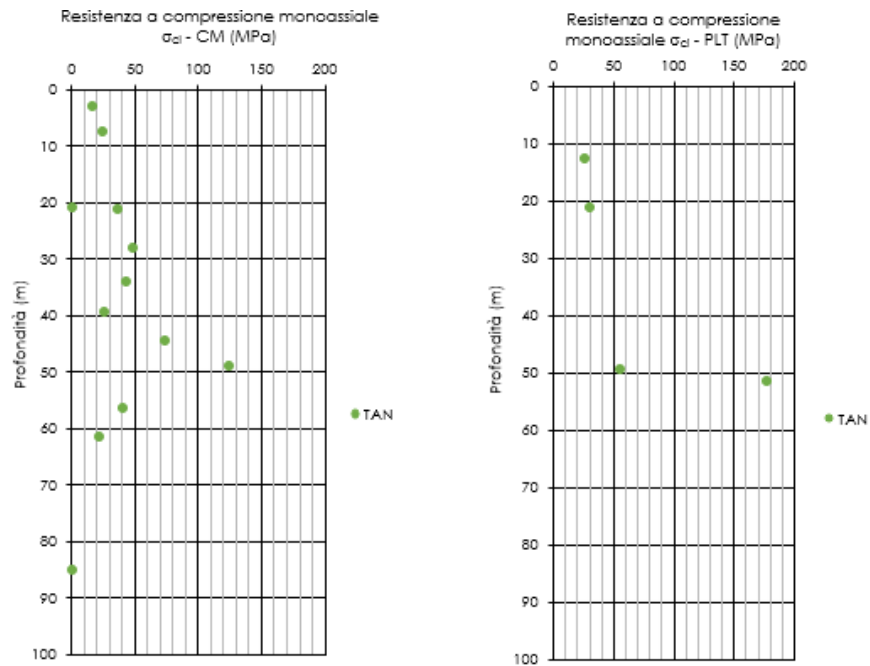 Resistenza a compressione monoassiale
σci - CM (MPa)
0 50 100 150 200
0
10
20
30
40
50
60
70
80
90
100
Profondità (m)
TAN
Resistenza a compressione
monoassiale σci - PLT (MPa)
0 50 100 150 200
0
10
20
30
40
50
60
70
80
90
100
Profondità (m)
TAN